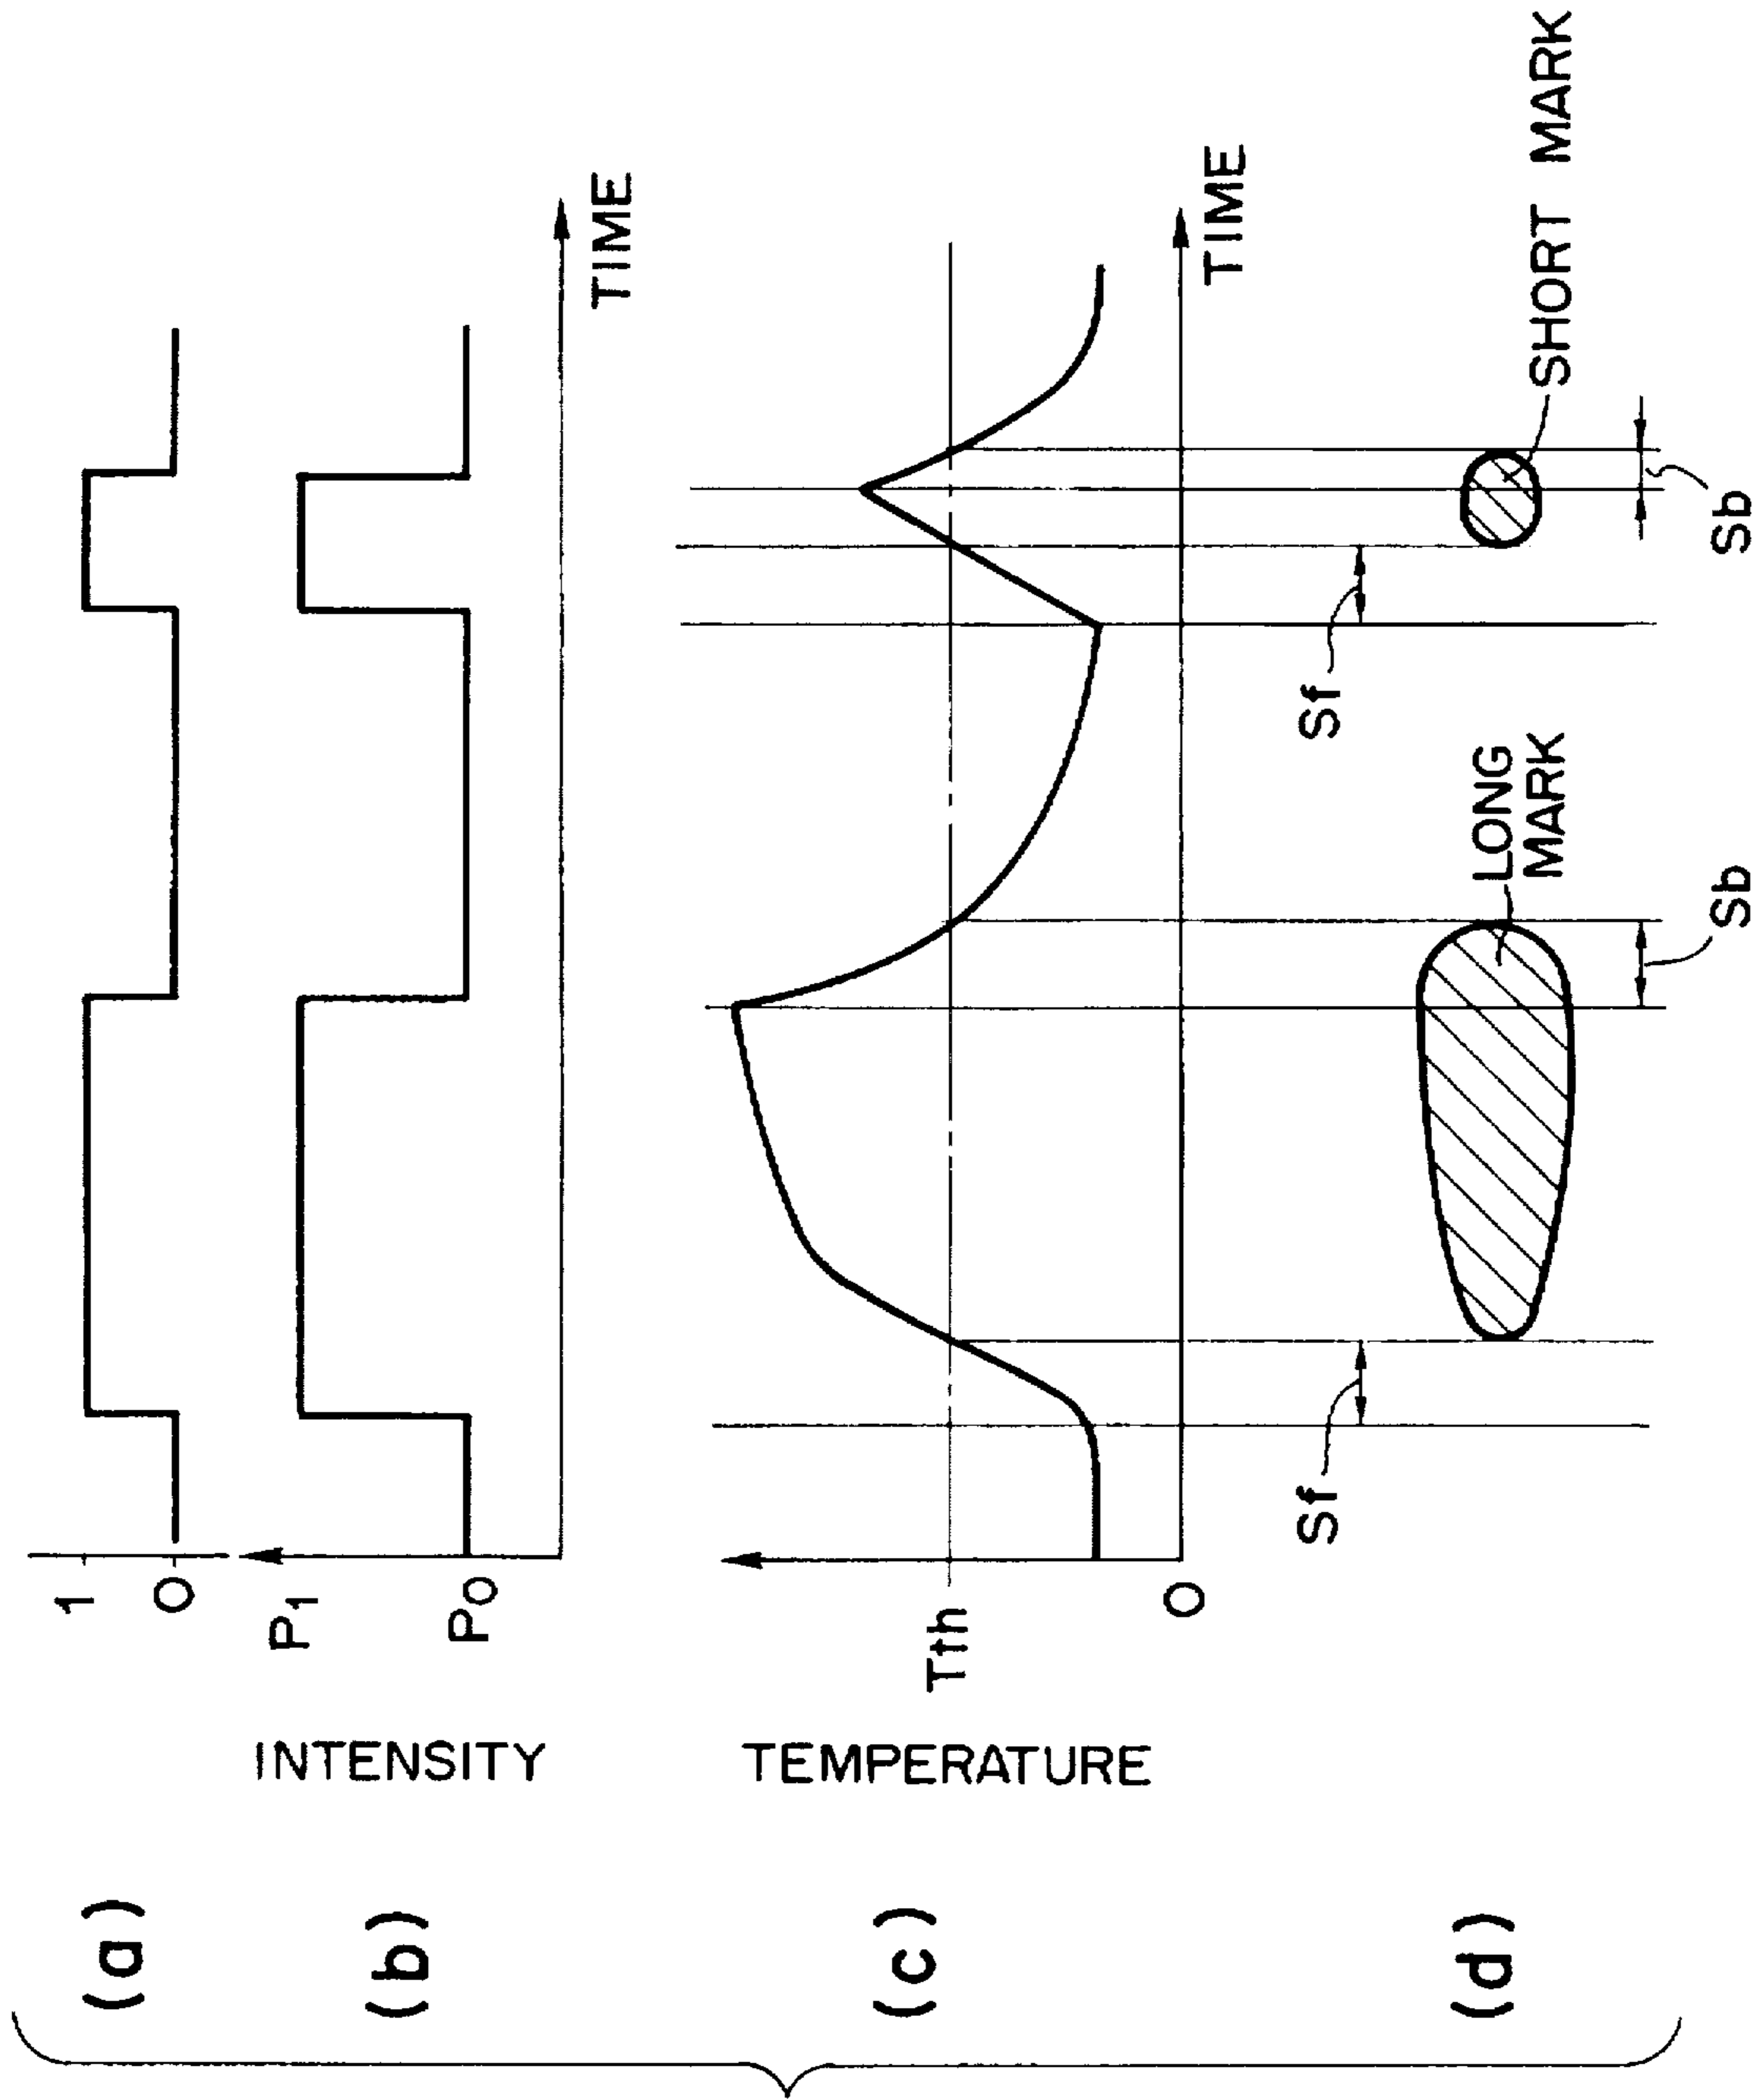 (a)
1
0
(b)
INTENSITY
P1
P0
TIME
(c)
TEMPERATURE
Tth
0
TIME
(d)
Sf
Sf
LONG
MARK
SHORT MARK
Sb
Sb